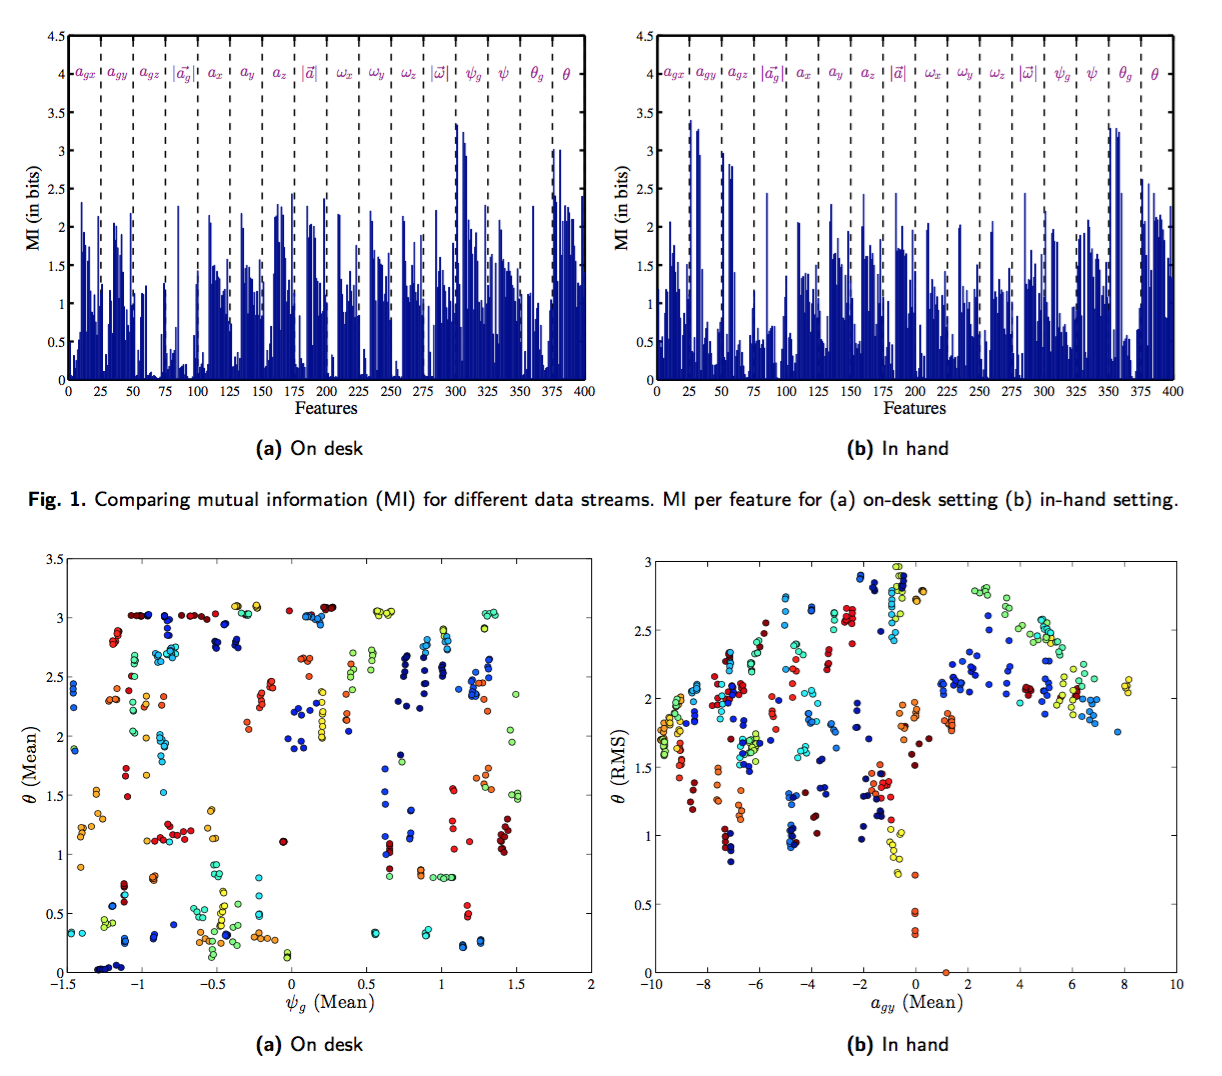 4.5 4 3.5 3 2.5 2 1.5 1 0.5 0
MI (in bits)
a_gx a_gy a_gz |a⃗_g| a_x a_y a_z |a⃗| ω_x ω_y ω_z |ω⃗| ψ_g ψ θ_g θ
0 25 50 75 100 125 150 175 200 225 250 275 300 325 350 375 400
Features
(a) On desk
4.5 4 3.5 3 2.5 2 1.5 1 0.5 0
MI (in bits)
a_gx a_gy a_gz |a⃗_g| a_x a_y a_z |a⃗| ω_x ω_y ω_z |ω⃗| ψ_g ψ θ_g θ
0 25 50 75 100 125 150 175 200 225 250 275 300 325 350 375 400
Features
(b) In hand
Fig. 1. Comparing mutual information (MI) for different data streams. MI per feature for (a) on-desk setting (b) in-hand setting.
3.5 3 2.5 2 1.5 1 0.5 0
θ (Mean)
−1.5 −1 −0.5 0 0.5 1 1.5 2
ψ_g (Mean)
(a) On desk
3 2.5 2 1.5 1 0.5 0
θ (RMS)
−10 −8 −6 −4 −2 0 2 4 6 8 10
a_gy (Mean)
(b) In hand